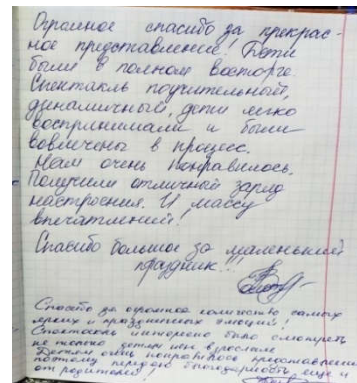 Огромное спасибо за прекрас-
ное представление! Дети
были в полном восторге.
Спектакль поучительный,
динамичный, дети легко
воспринимали и были
вовлечены в процесс.
Нам очень понравилось.
Получили отличный заряд
настроения. И массу
впечатлений!
Спасибо большое за маленький
праздник!!!
Спасибо за огромное количество самых
ярких и праздничных эмоций!
Спектакль интересно было смотреть
не только детям но и взрослым.
Детям очень понравилось представление
поэтому передаю благодарность еще и
от родителей!